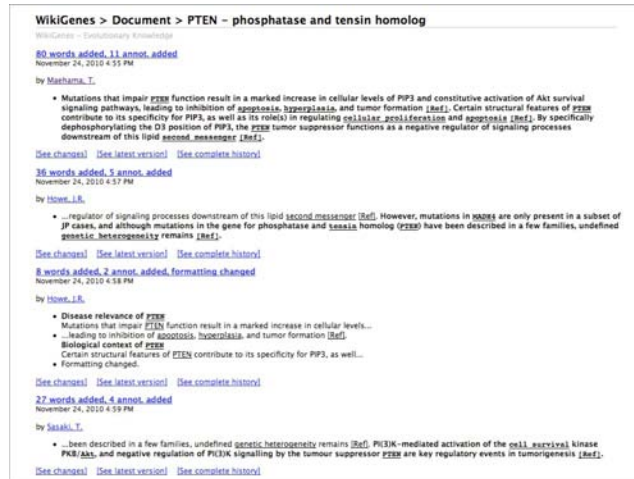 WikiGenes > Document > PTEN - phosphatase and tensin homolog
WikiGenes - Evolutionary Knowledge
80 words added, 11 annot. added
November 24, 2010 4:55 PM
by Maehama, T.
• Mutations that impair PTEN function result in a marked increase in cellular levels of PIP3 and constitutive activation of Akt survival
signaling pathways, leading to inhibition of apoptosis, hyperplasia, and tumor formation [Ref]. Certain structural features of PTEN
contribute to its specificity for PIP3, as well as its role(s) in regulating cellular proliferation and apoptosis [Ref]. By specifically
dephosphorylating the D3 position of PIP3, the PTEN tumor suppressor functions as a negative regulator of signaling processes
downstream of this lipid second messenger [Ref].
[See changes] [See latest version] [See complete history]
36 words added, 5 annot. added
November 24, 2010 4:57 PM
by Howe, J.R.
• ...regulator of signaling processes downstream of this lipid second messenger [Ref]. However, mutations in MADH4 are only present in a subset of
JP cases, and although mutations in the gene for phosphatase and tensin homolog (PTEN) have been described in a few families, undefined
genetic heterogeneity remains [Ref].
[See changes] [See latest version] [See complete history]
8 words added, 2 annot. added, formatting changed
November 24, 2010 4:58 PM
by Howe, J.R.
• Disease relevance of PTEN
Mutations that impair PTEN function result in a marked increase in cellular levels...
• ...leading to inhibition of apoptosis, hyperplasia, and tumor formation [Ref].
Biological context of PTEN
Certain structural features of PTEN contribute to its specificity for PIP3, as well...
• Formatting changed.
[See changes] [See latest version] [See complete history]
27 words added, 4 annot. added
November 24, 2010 4:59 PM
by Sasaki, T.
• ...been described in a few families, undefined genetic heterogeneity remains [Ref]. PI(3)K-mediated activation of the cell survival kinase
PKB/Akt, and negative regulation of PI(3)K signalling by the tumour suppressor PTEN are key regulatory events in tumorigenesis [Ref].
[See changes] [See latest version] [See complete history]